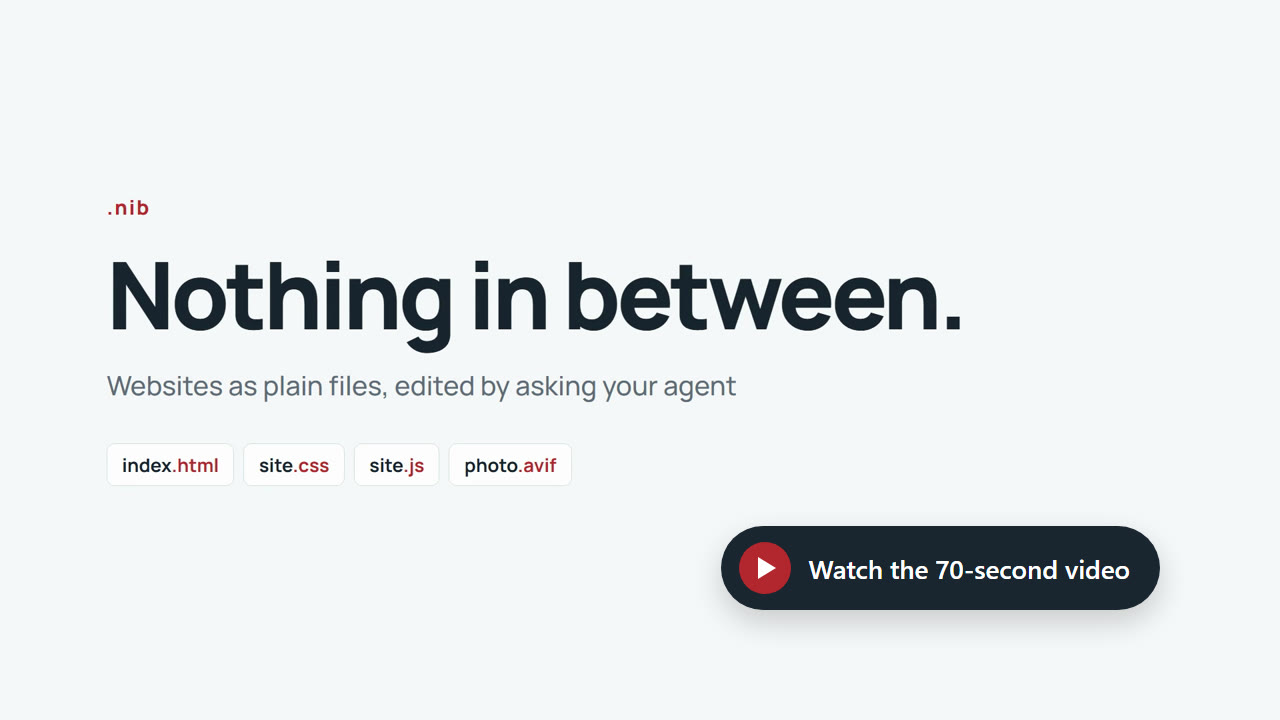 .nib
Nothing in between.
Websites as plain files, edited by asking your agent
index.html site.css site.js photo.avif
Watch the 70-second video